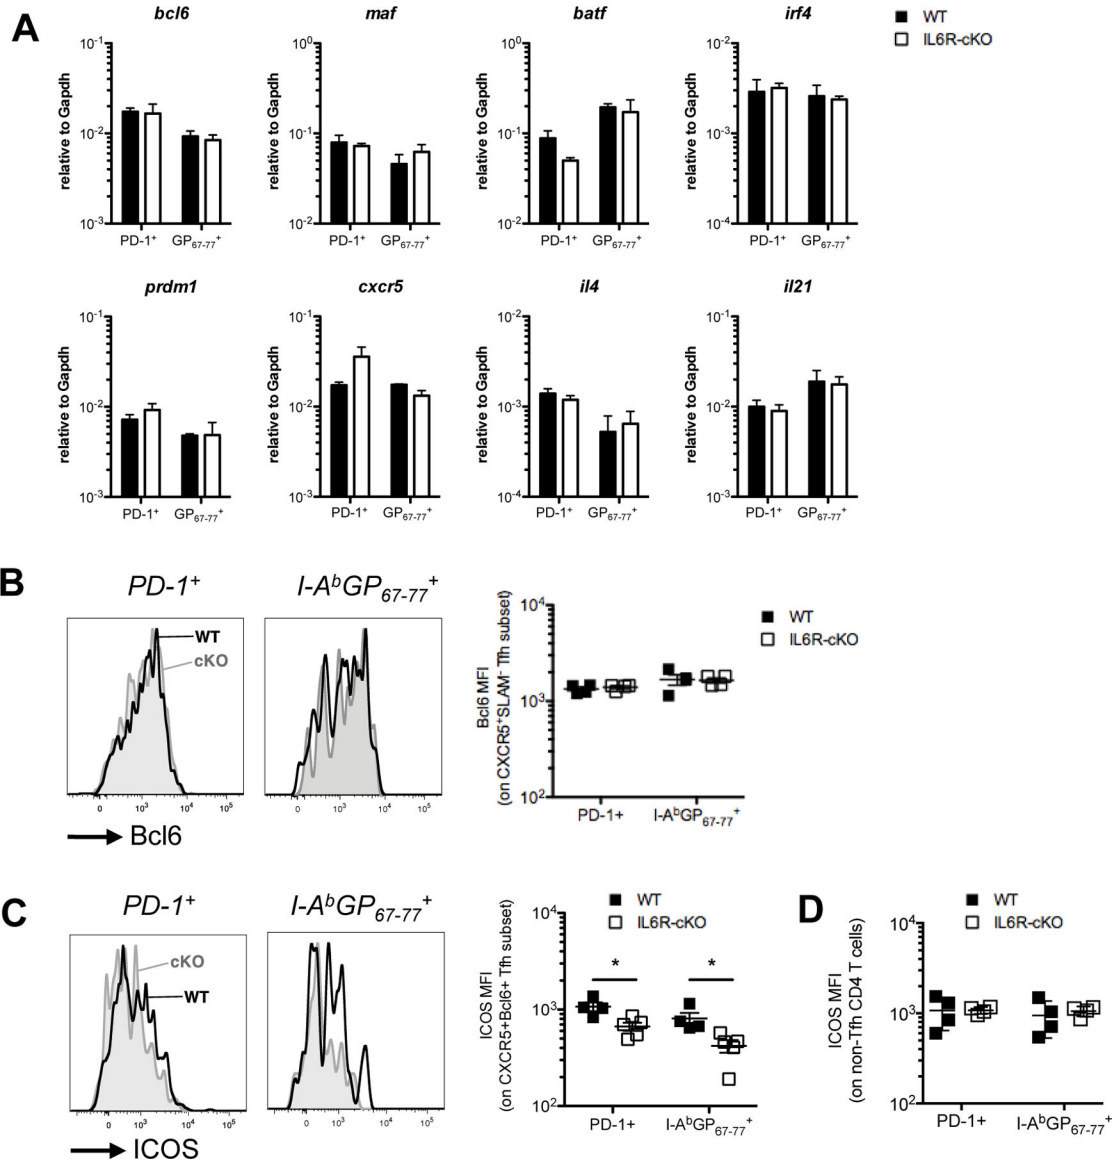 A
bcl6
maf
batf
irf4
WT
IL6R-cKO
relative to Gapdh
10⁻¹
10⁻²
10⁻³
PD-1⁺
GP₆₇₋₇₇⁺
relative to Gapdh
10⁰
10⁻¹
10⁻²
PD-1⁺
GP₆₇₋₇₇⁺
relative to Gapdh
10⁰
10⁻¹
10⁻²
PD-1⁺
GP₆₇₋₇₇⁺
relative to Gapdh
10⁻²
10⁻³
10⁻⁴
PD-1⁺
GP₆₇₋₇₇⁺
prdm1
cxcr5
il4
il21
relative to Gapdh
10⁻¹
10⁻²
10⁻³
PD-1⁺
GP₆₇₋₇₇⁺
relative to Gapdh
10⁻¹
10⁻²
10⁻³
PD-1⁺
GP₆₇₋₇₇⁺
relative to Gapdh
10⁻²
10⁻³
10⁻⁴
PD-1⁺
GP₆₇₋₇₇⁺
relative to Gapdh
10⁻¹
10⁻²
10⁻³
PD-1⁺
GP₆₇₋₇₇⁺
B
PD-1⁺
I-AᵇGP₆₇₋₇₇⁺
WT
cKO
0 10³ 10⁴ 10⁵
0 10³ 10⁴ 10⁵
Bcl6
Bcl6 MFI
(on CXCR5⁺SLAM⁻ Tfh subset)
10⁴
10³
10²
PD-1+
I-AᵇGP₆₇₋₇₇⁺
WT
IL6R-cKO
C
PD-1⁺
I-AᵇGP₆₇₋₇₇⁺
cKO
WT
0 10³ 10⁴ 10⁵
0 10³ 10⁴ 10⁵
ICOS
WT
IL6R-cKO
ICOS MFI
(on CXCR5+Bcl6+ Tfh subset)
10⁴
10³
10²
*
*
PD-1+
I-AᵇGP₆₇₋₇₇⁺
D
WT
IL6R-cKO
ICOS MFI
(on non-Tfh CD4 T cells)
10⁴
10³
10²
PD-1+
I-AᵇGP₆₇₋₇₇⁺